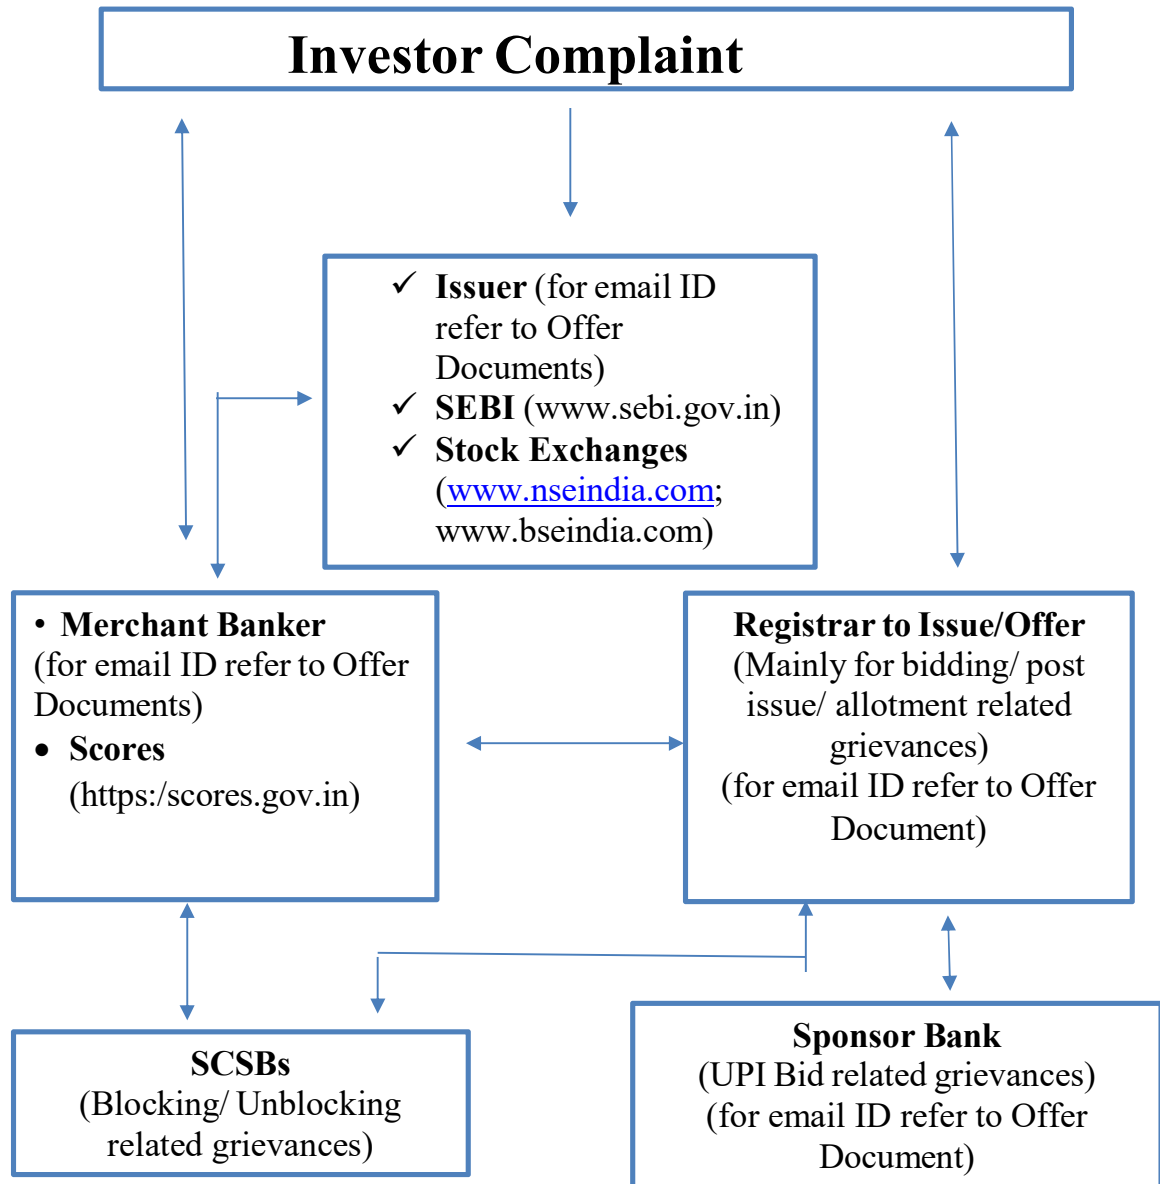 Investor Complaint
✓ Issuer (for email ID
refer to Offer
Documents)
✓ SEBI (www.sebi.gov.in)
✓ Stock Exchanges
(www.nseindia.com;
www.bseindia.com)
• Merchant Banker
(for email ID refer to Offer
Documents)
• Scores
(https:/scores.gov.in)
Registrar to Issue/Offer
(Mainly for bidding/ post
issue/ allotment related
grievances)
(for email ID refer to Offer
Document)
SCSBs
(Blocking/ Unblocking
related grievances)
Sponsor Bank
(UPI Bid related grievances)
(for email ID refer to Offer
Document)